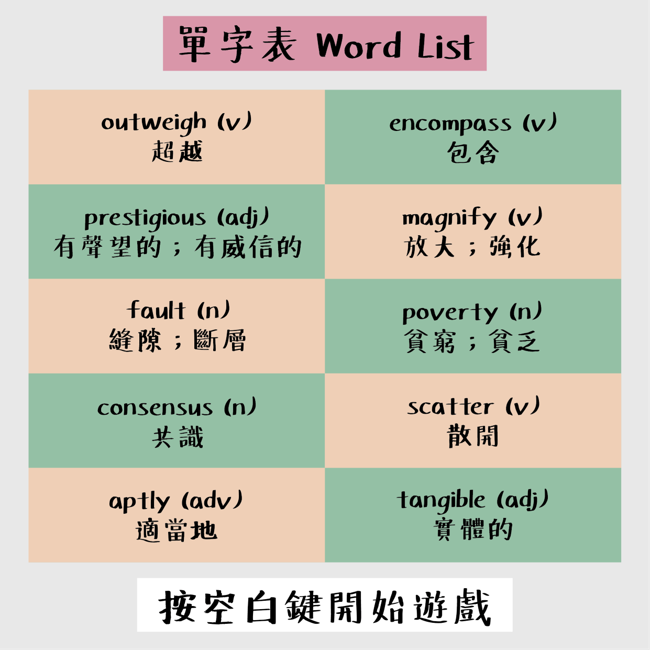 單字表 Word List
outweigh (v)
超越
encompass (v)
包含
prestigious (adj)
有聲望的；有威信的
magnify (v)
放大；強化
fault (n)
縫隙；斷層
poverty (n)
貧窮；貧乏
consensus (n)
共識
scatter (v)
散開
aptly (adv)
適當地
tangible (adj)
實體的
按空白鍵開始遊戲